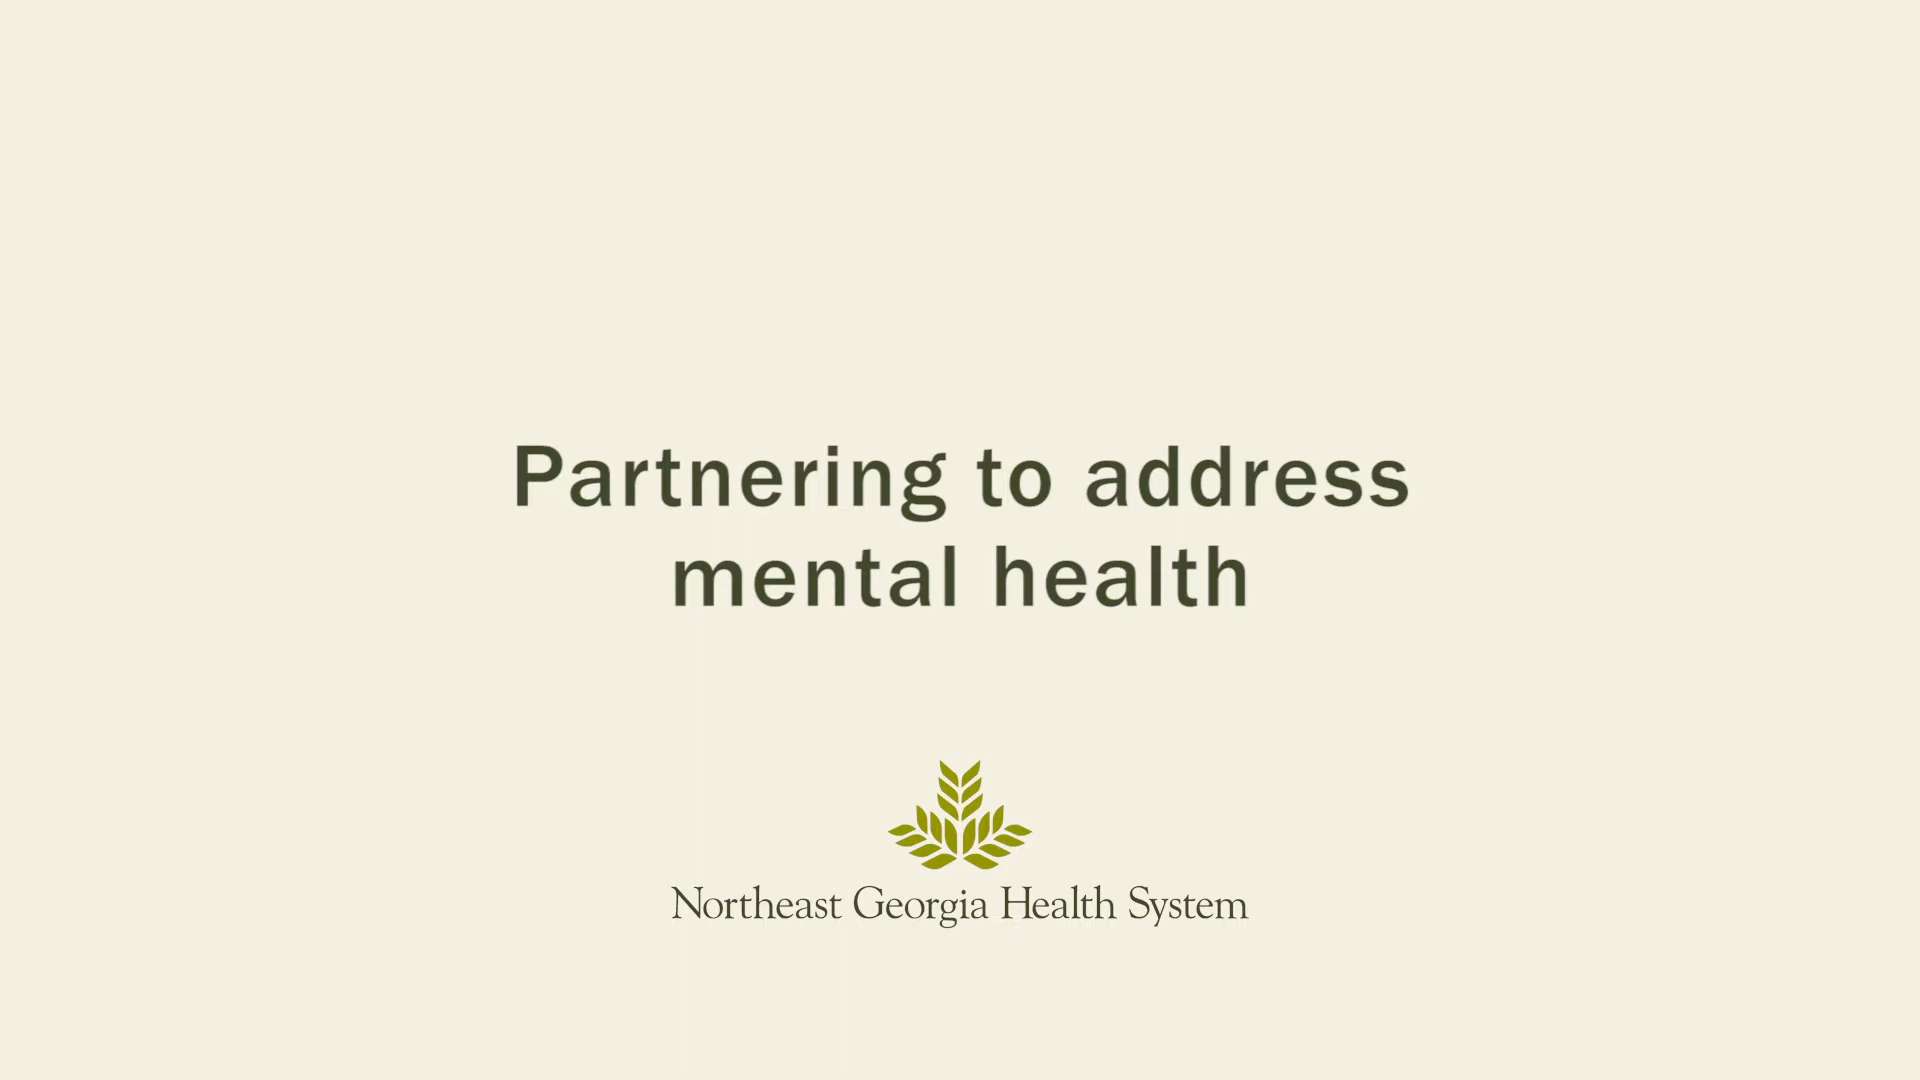 Partnering to address
mental health
Northeast Georgia Health System